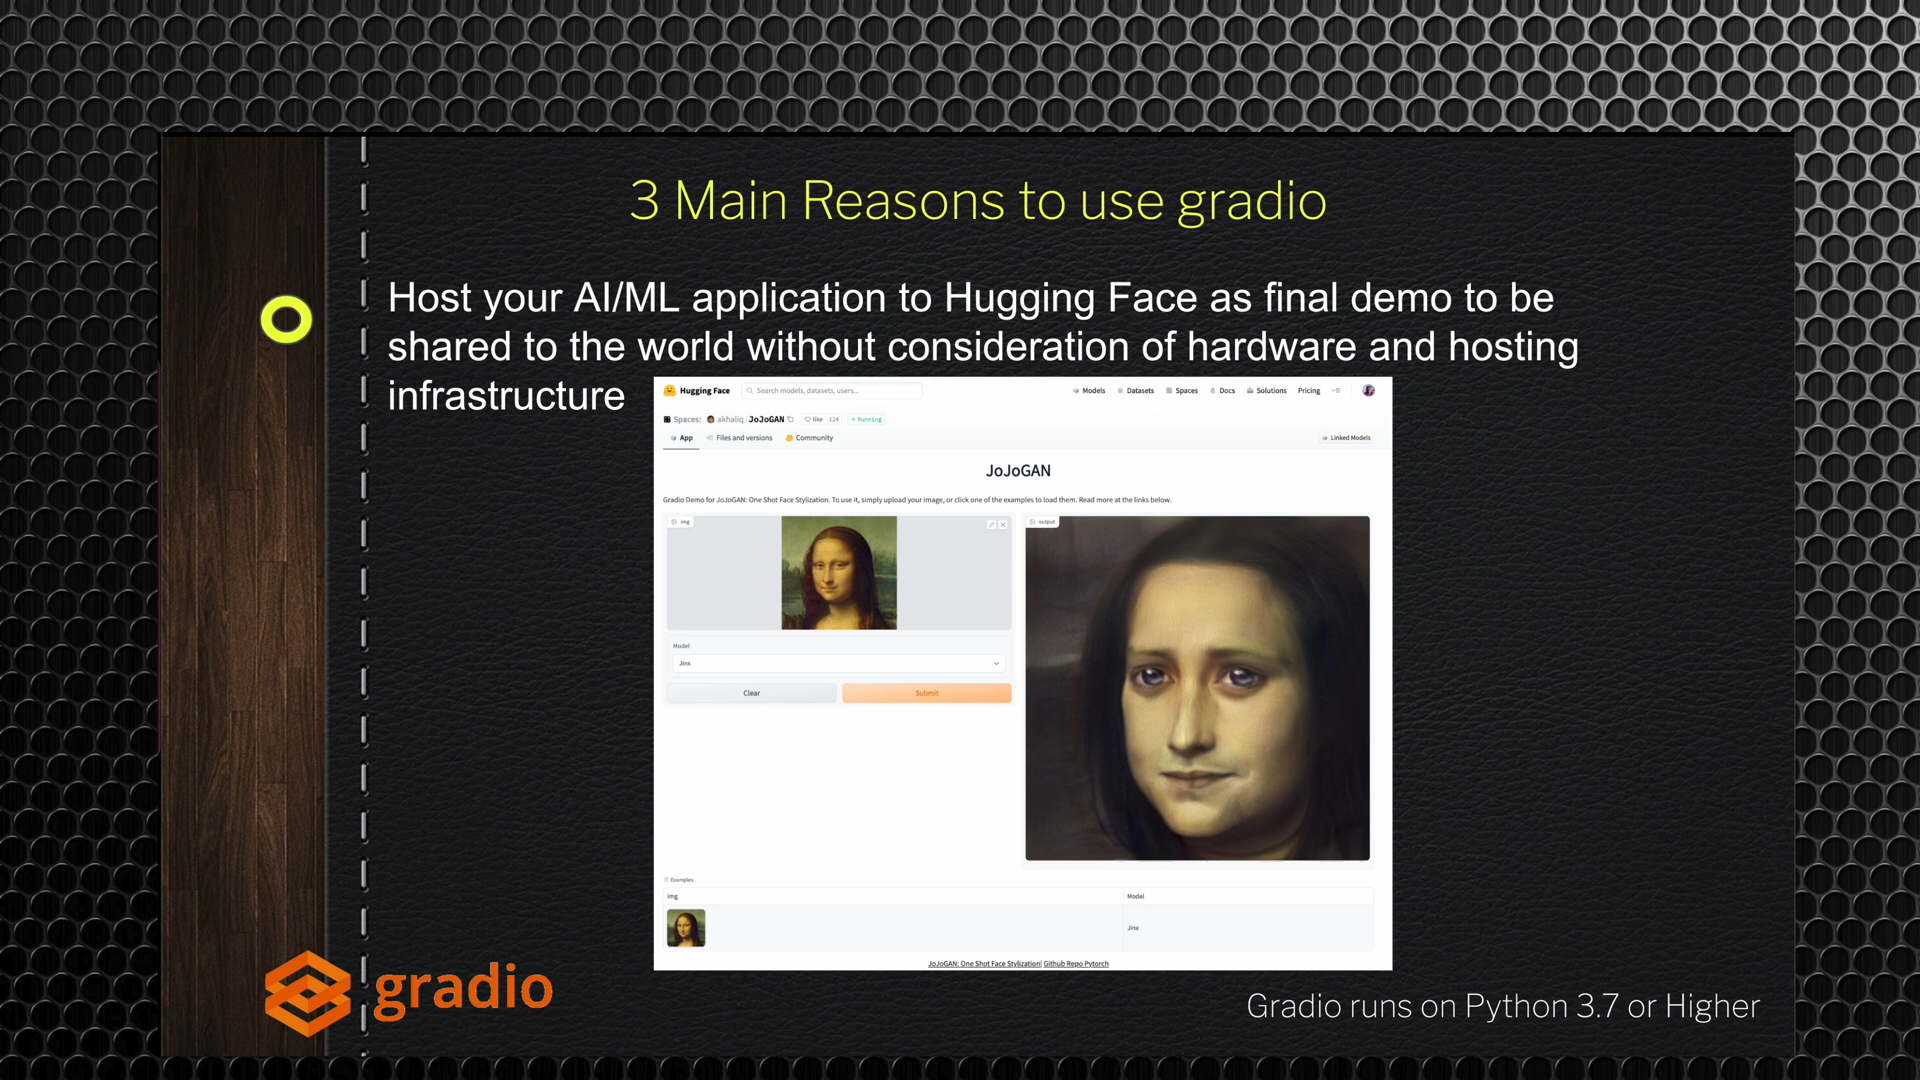 3 Main Reasons to use gradio
Host your AI/ML application to Hugging Face as final demo to be
shared to the world without consideration of hardware and hosting
infrastructure
Hugging Face
Search models, datasets, users...
Models
Datasets
Spaces
Docs
Solutions
Pricing
Spaces:
akhaliq/JoJoGAN
like 124
Running
App
Files and versions
Community
Linked Models
JoJoGAN
Gradio Demo for JoJoGAN: One Shot Face Stylization. To use it, simply upload your image, or click one of the examples to load them. Read more at the links below.
img
output
Model
Jinx
Clear
Submit
Examples
Img
Model
Jinx
JoJoGAN: One Shot Face Stylization| Github Repo Pytorch
gradio
Gradio runs on Python 3.7 or Higher